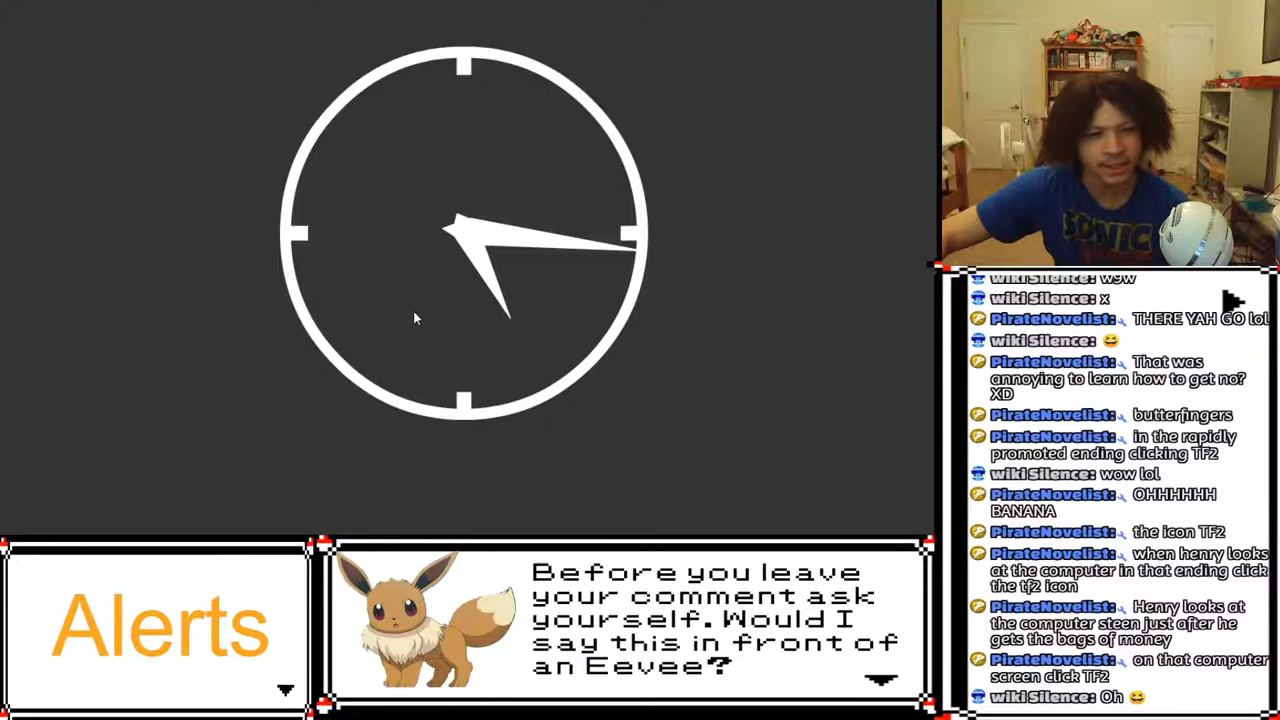 SONIC
wiki Silence: w9w
wiki Silence: x
PirateNovelist: THERE YAH GO lol
wiki Silence: 😆
PirateNovelist: That was
annoying to learn how to get no?
XD
PirateNovelist: butterfingers
PirateNovelist: in the rapidly
promoted ending clicking TF2
wiki Silence: wow lol
PirateNovelist: OHHHHHH
BANANA
PirateNovelist: the icon TF2
PirateNovelist: when henry looks
at the computer in that ending click
the tf2 icon
PirateNovelist: Henry looks at
the computer steen just after he
gets the bags of money
PirateNovelist: on that computer
screen click TF2
wiki Silence: Oh 😆
Alerts
Before you leave
your comment ask
yourself. Would I
say this in front of
an Eevee?